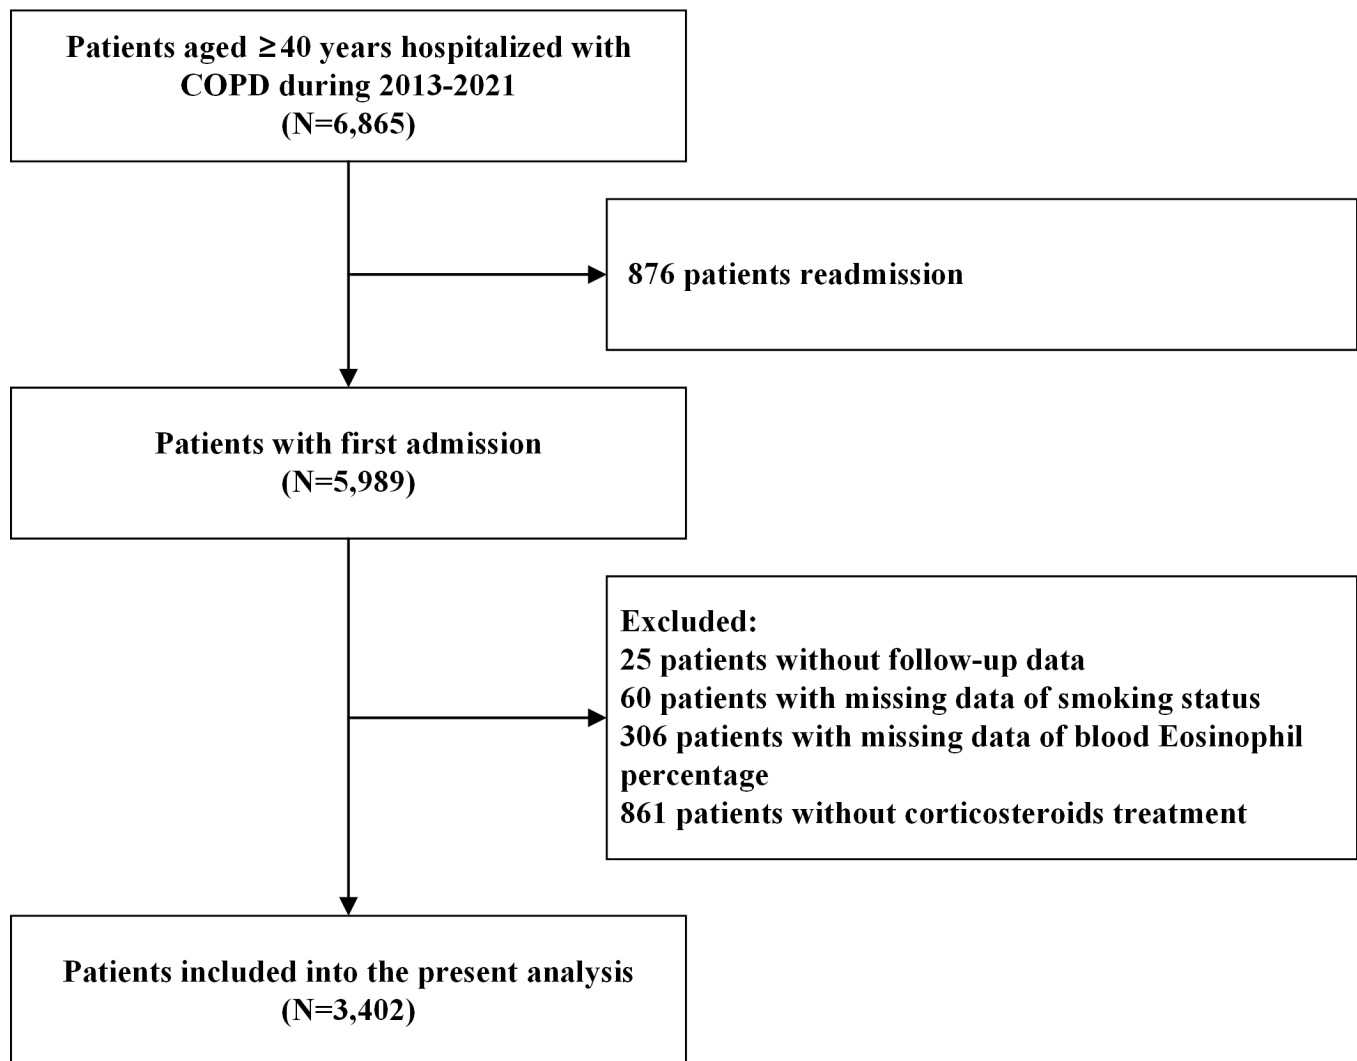 Patients aged ≥40 years hospitalized with
COPD during 2013-2021
(N=6,865)
876 patients readmission
Patients with first admission
(N=5,989)
Excluded:
25 patients without follow-up data
60 patients with missing data of smoking status
306 patients with missing data of blood Eosinophil
percentage
861 patients without corticosteroids treatment
Patients included into the present analysis
(N=3,402)